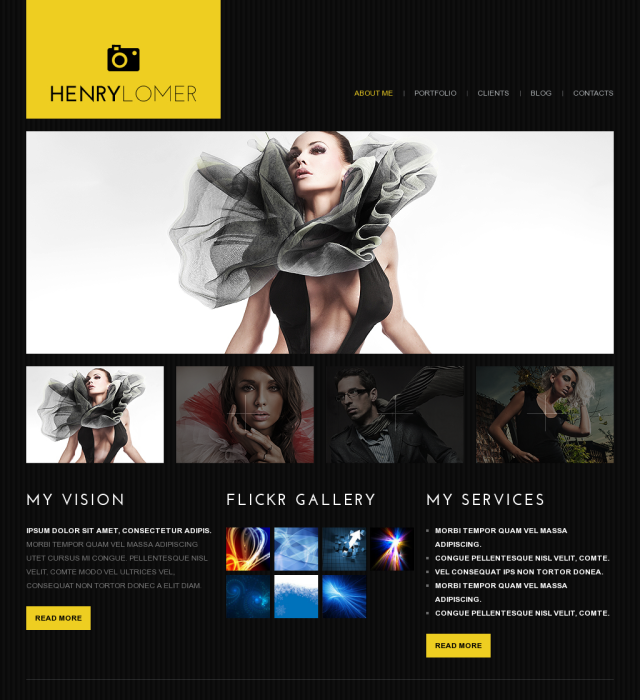 HENRYLOMER
ABOUT ME | PORTFOLIO | CLIENTS | BLOG | CONTACTS
MY VISION
IPSUM DOLOR SIT AMET, CONSECTETUR ADIPIS.
MORBI TEMPOR QUAM VEL MASSA ADIPISCING
UTET CURSUS MI CONGUE. PELLENTESQUE NISL
VELIT, COMTE MODO VEL ULTRICES VEL,
CONSEQUAT NON TORTOR DONEC A ELIT DIAM.
READ MORE
FLICKR GALLERY
MY SERVICES
MORBI TEMPOR QUAM VEL MASSA
ADIPISCING.
CONGUE PELLENTESQUE NISL VELIT, COMTE.
VEL CONSEQUAT IPS NON TORTOR DONEA.
MORBI TEMPOR QUAM VEL MASSA
ADIPISCING.
CONGUE PELLENTESQUE NISL VELIT, COMTE.
READ MORE